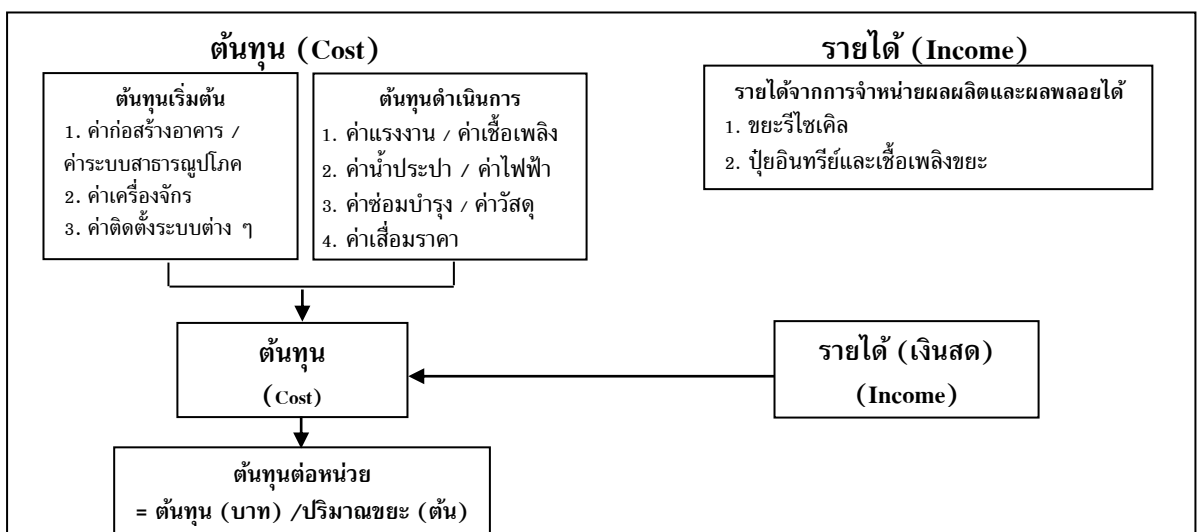 ต้นทุน (Cost)
ต้นทุนเริ่มต้น
1. ค่าก่อสร้างอาคาร /
ค่าระบบสาธารณูปโภค
2. ค่าเครื่องจักร
3. ค่าติดตั้งระบบต่าง ๆ
ต้นทุนดำเนินการ
1. ค่าแรงงาน / ค่าเชื้อเพลิง
2. ค่าน้ำประปา / ค่าไฟฟ้า
3. ค่าซ่อมบำรุง / ค่าวัสดุ
4. ค่าเสื่อมราคา
รายได้ (Income)
รายได้จากการจำหน่ายผลผลิตและผลพลอยได้
1. ขยะรีไซเคิล
2. ปุ๋ยอินทรีย์และเชื้อเพลิงขยะ
ต้นทุน
(Cost)
รายได้ (เงินสด)
(Income)
ต้นทุนต่อหน่วย
= ต้นทุน (บาท) /ปริมาณขยะ (ต้น)